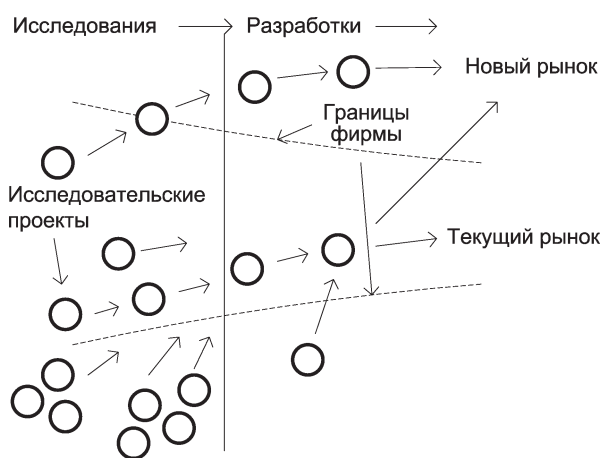 Исследования
Разработки
Новый рынок
Границы
фирмы
Исследовательские
проекты
Текущий рынок